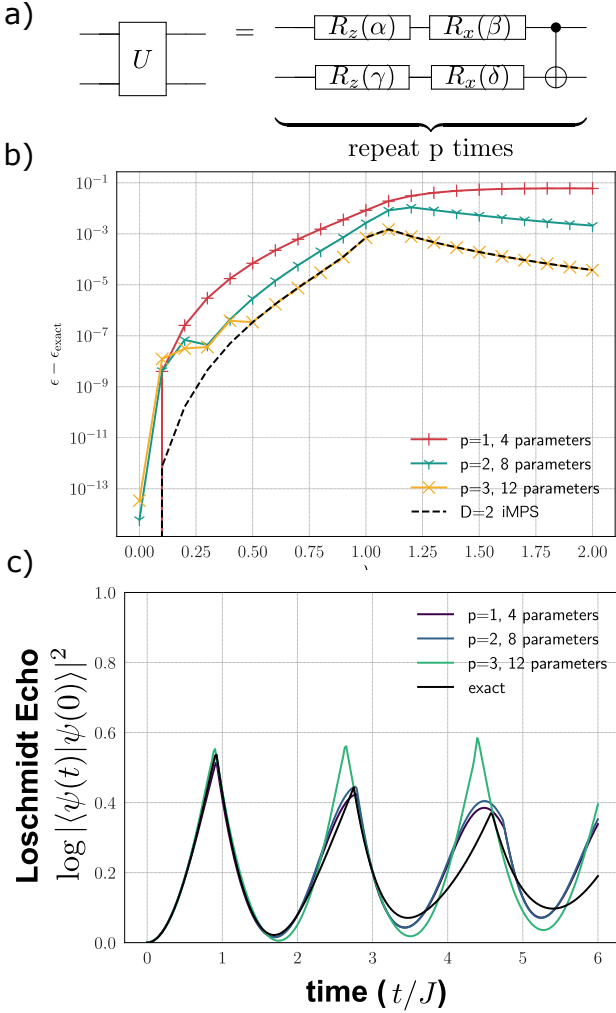 a)
U
=
R_z(α) R_x(β)
R_z(γ) R_x(δ)
repeat p times
b)
10^{-1}
10^{-3}
10^{-5}
10^{-7}
10^{-9}
10^{-11}
10^{-13}
ϵ − ϵ_{exact}
p=1, 4 parameters
p=2, 8 parameters
p=3, 12 parameters
D=2 iMPS
0.00 0.25 0.50 0.75 1.00 1.25 1.50 1.75 2.00
c)
1.0
0.8
0.6
0.4
0.2
0.0
Loschmidt Echo
log |⟨ψ(t)|ψ(0)⟩|^2
p=1, 4 parameters
p=2, 8 parameters
p=3, 12 parameters
exact
0 1 2 3 4 5 6
time (t/J)